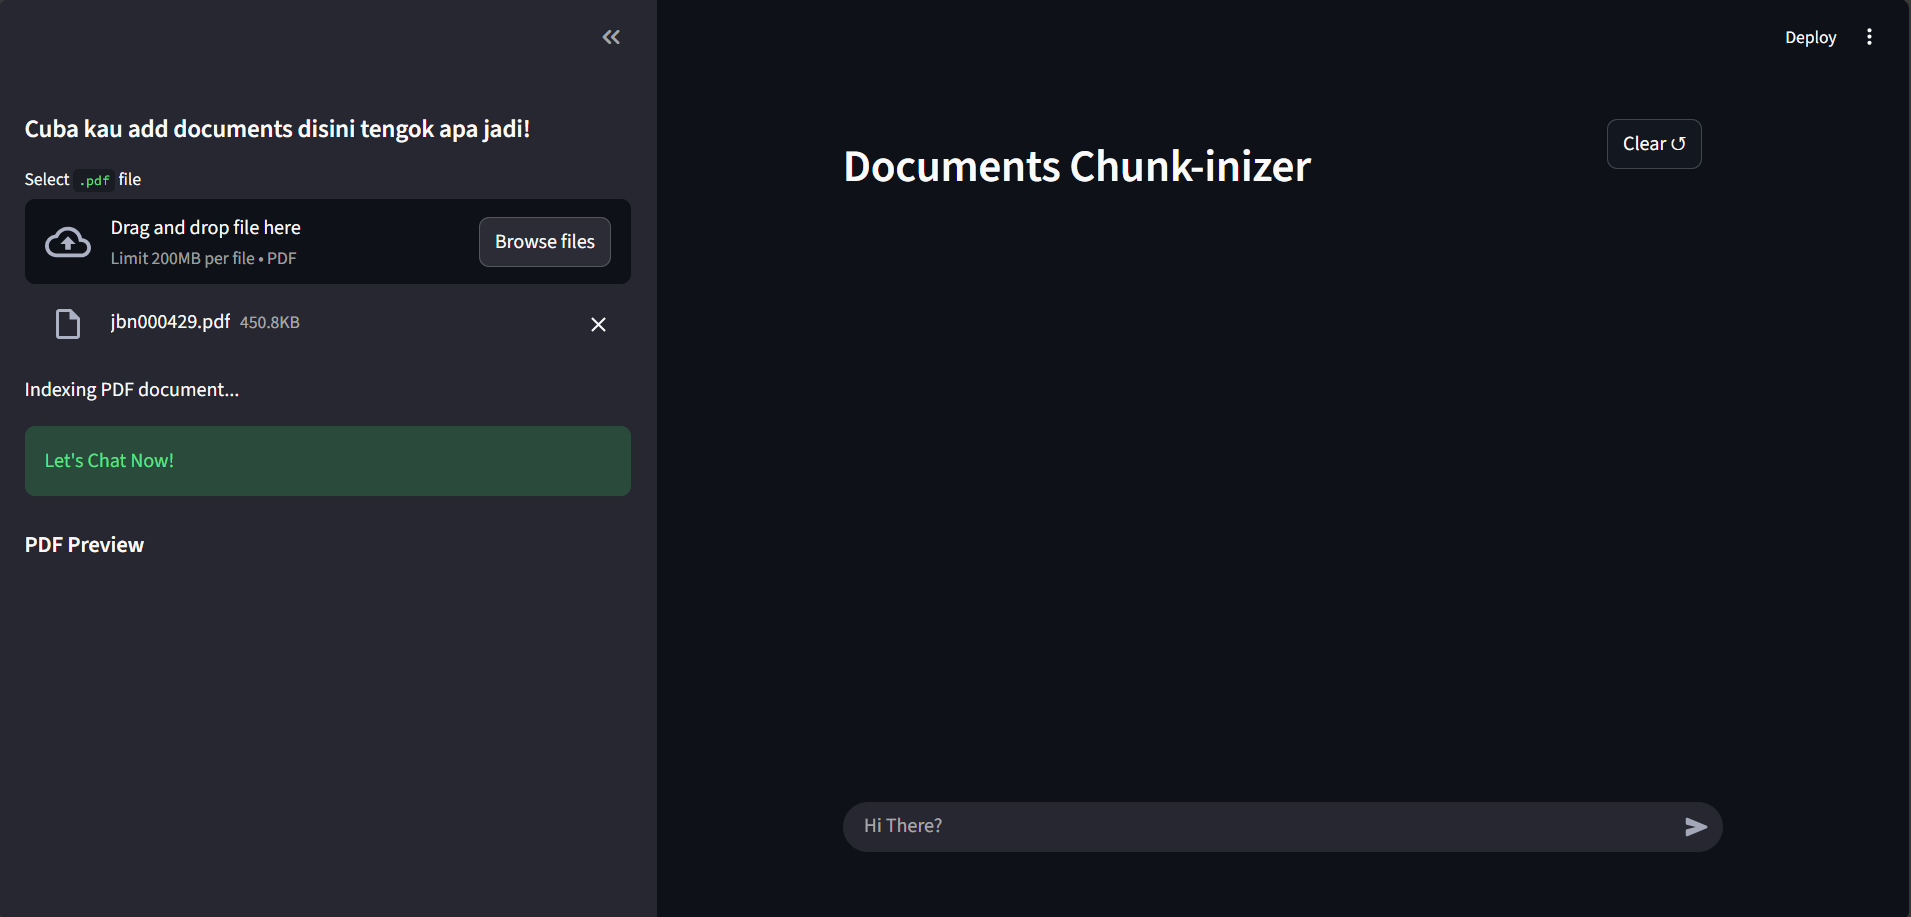 Deploy
Cuba kau add documents disini tengok apa jadi!
Select .pdf file
Drag and drop file here
Limit 200MB per file • PDF
Browse files
jbn000429.pdf 450.8KB
Indexing PDF document...
Let's Chat Now!
PDF Preview
Documents Chunk-inizer
Clear ↺
Hi There?